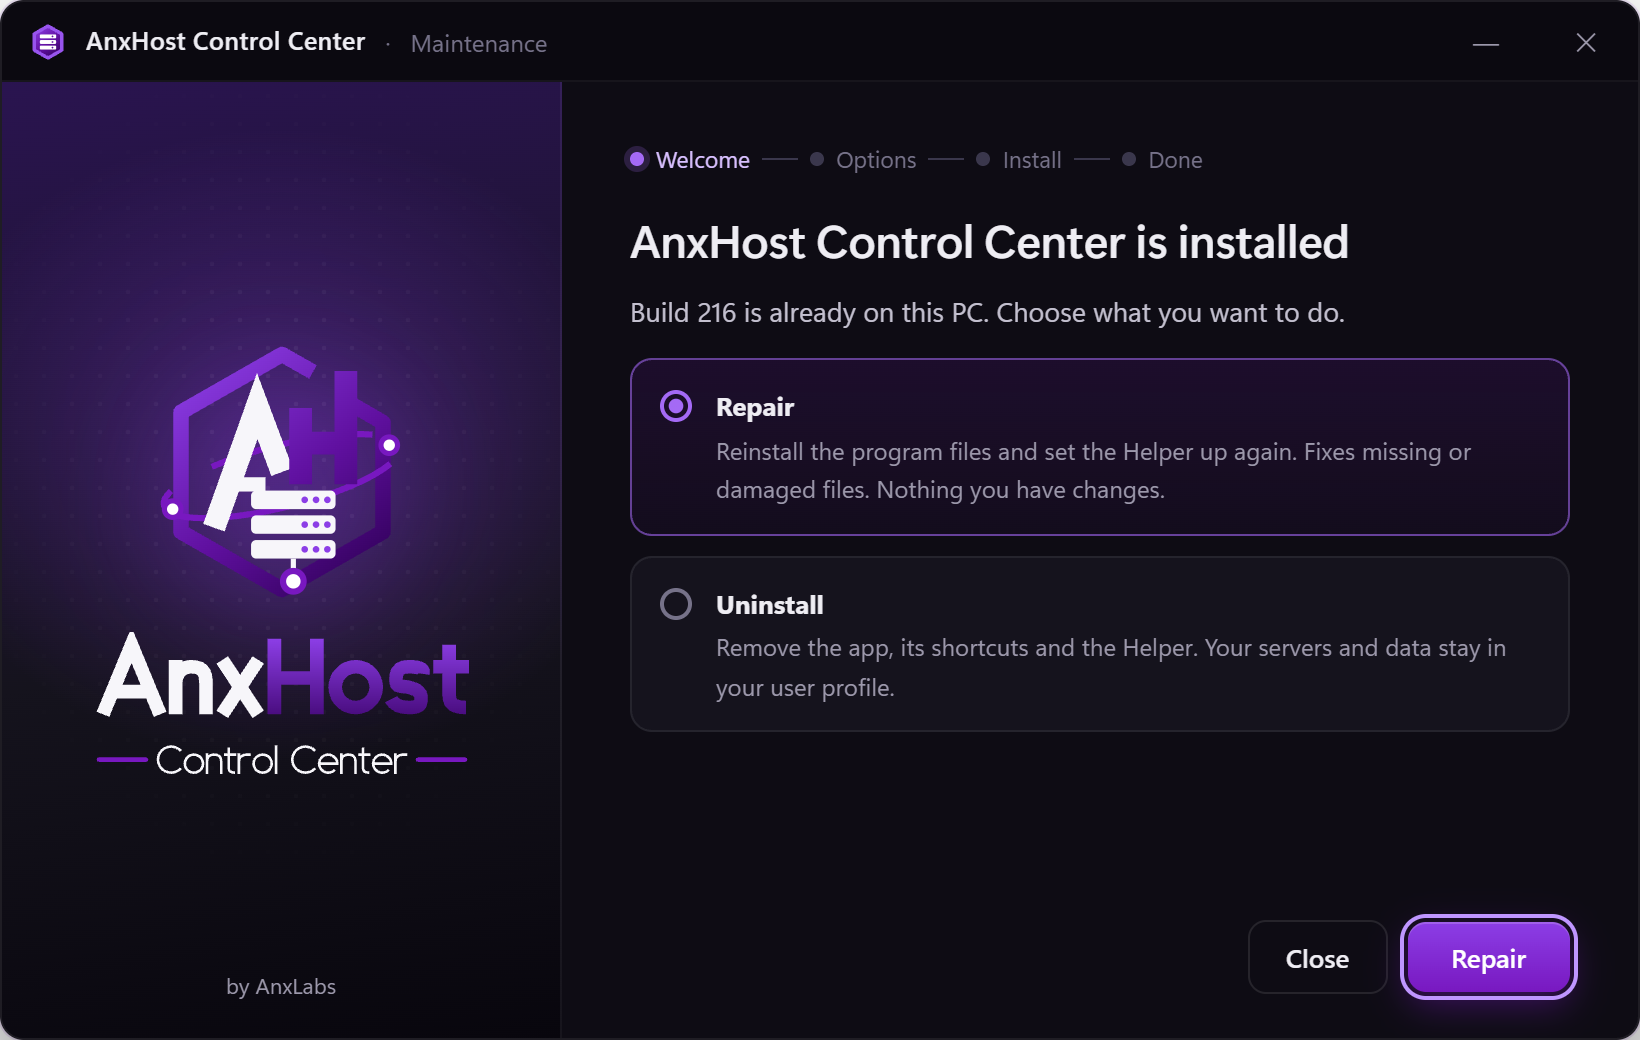 AnxHost Control Center · Maintenance
Welcome
Options
Install
Done
AnxHost Control Center is installed
Build 216 is already on this PC. Choose what you want to do.
Repair
Reinstall the program files and set the Helper up again. Fixes missing or
damaged files. Nothing you have changes.
Uninstall
Remove the app, its shortcuts and the Helper. Your servers and data stay in
your user profile.
AH
AnxHost
Control Center
by AnxLabs
Close
Repair